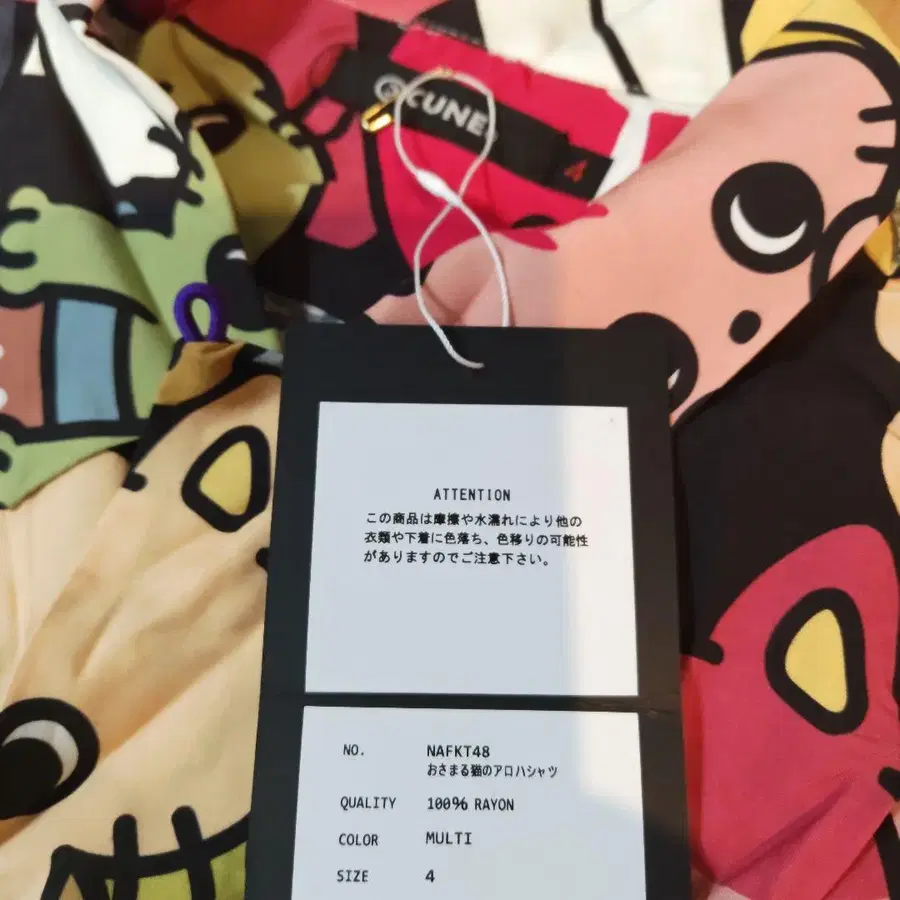 CUNE
4
ATTENTION
この商品は摩擦や水濡れにより他の
衣類や下着に色落ち、色移りの可能性
がありますのでご注意下さい。
NO. NAFKT48
おさまる猫のアロハシャツ
QUALITY 100% RAYON
COLOR MULTI
SIZE 4